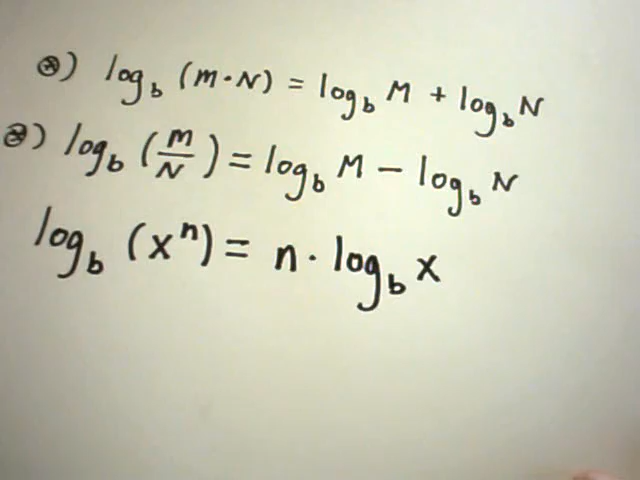 ⊛) log_b (M·N) = log_b M + log_b N
⊛) log_b (M/N) = log_b M − log_b N
log_b (x^n) = n · log_b x